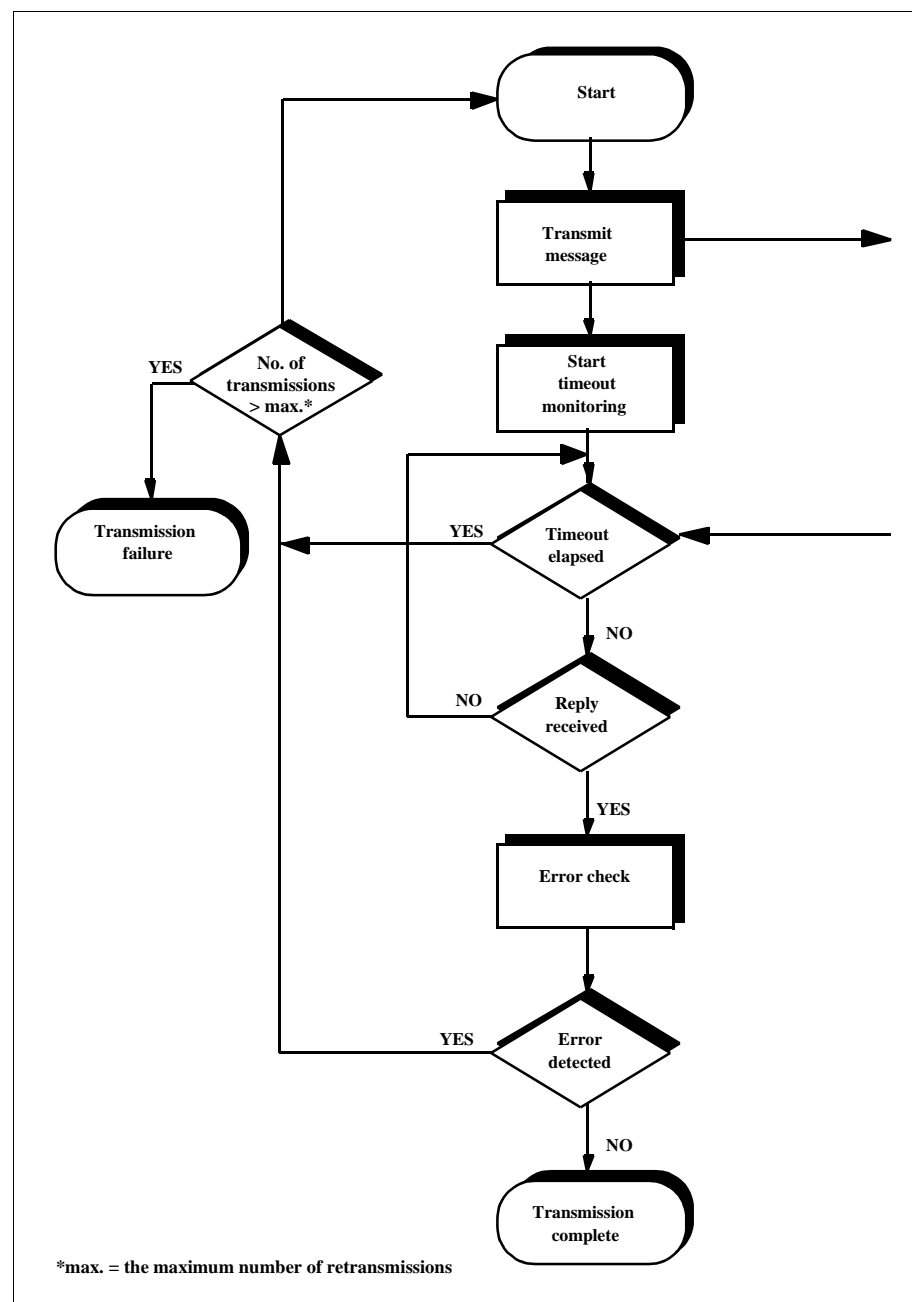 Start
Transmit
message
Start
timeout
monitoring
YES
No. of
transmissions
> max.*
Transmission
failure
YES
Timeout
elapsed
NO
NO
Reply
received
YES
Error check
YES
Error
detected
NO
Transmission
complete
*max. = the maximum number of retransmissions